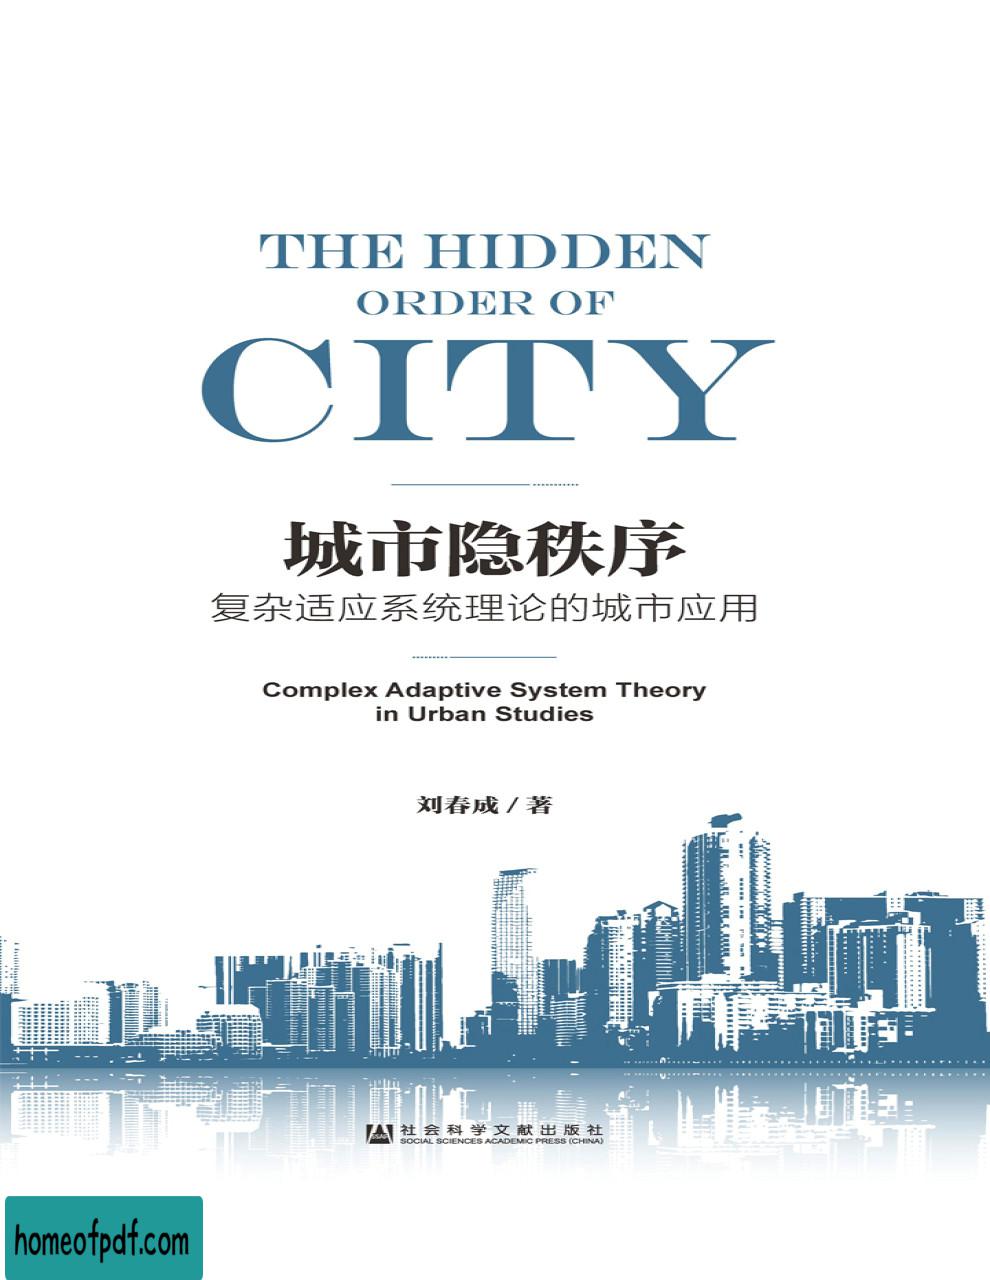 THE HIDDEN
ORDER OF
CITY
城市隐秩序
复杂适应系统理论的城市应用
Complex Adaptive System Theory
in Urban Studies
刘春成 / 著
SSAP 社会科学文献出版社
SOCIAL SCIENCES ACADEMIC PRESS (CHINA)
homeofpdf.com